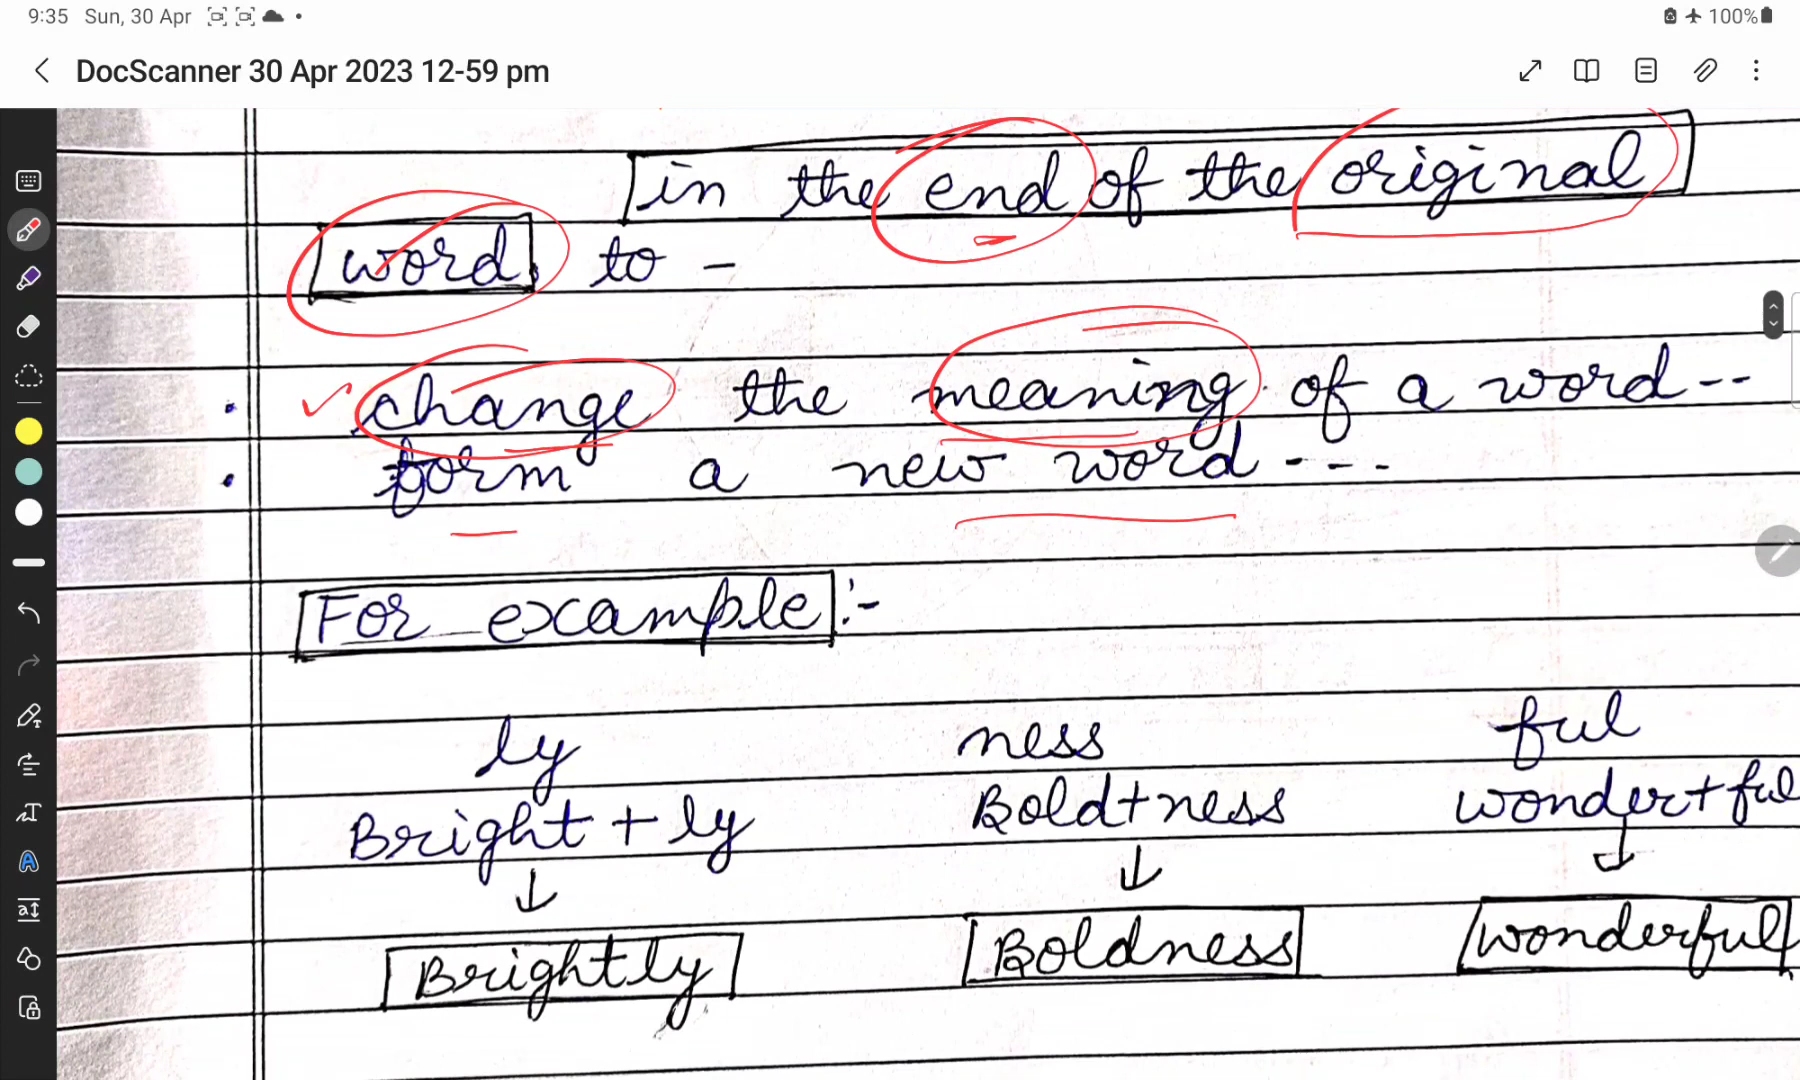 9:35 Sun, 30 Apr 100%
DocScanner 30 Apr 2023 12-59 pm
in the end of the original
word to -
• change the meaning of a word--
• form a new word ---
For example:-
ly ness ful
Bright + ly Bold+ness wonder+ful
↓ ↓ ↓
Brightly Boldness wonderful